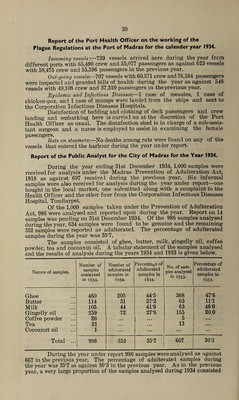 30
Report of the Port Health Officer on the working of the
Plague Regulations at the Port of Madras for the calender year 1934.
Incoming vessels:—739 vessels arrived here during the year from
different ports with 65,490 crew and 55,077 passengers as against 623 vessels
with 58,475 crew and 55,590 passengers in the previous year.
Out-going vessels—707 vessels with 60,571 crew and 76,164 passengers
were inspected and granted bills of health during the year as against 548
vessels with 49,108 crew and 37,310 passengers in the previous year.
Epidemic and Infectious Diseases—1 case of measles, 1 case of
chicken-pox, and 1 case of mumps were landed from the ships and sent to
the Corporation Infectious Diseases Hospitals.
Disinfection of bedding and clothing of deck passengers and crew
landing and embarking here is carried on at the discretion of the Port
Health Officer as usual. The disinfection shed is in charge of a sub-assis-
tant surgeon and a nurse is employed to assist in examining the female
passengers.
Rats on steamers—No deaths among rats were found on any of the
vessels that entered the harbour during the year under report.
Report of the Public Analyst for the City of Madras for the Year 1934.
During the year ending 31st December 1934, 1,000 samples were
received for analysis under the Madras Prevention of Adulteration Act,
1918 as against 697 received during the previous year. Six informal
samples were also received for analysis during the year under report—one
bought in the local market, one submitted along with a complaint to the
Health Officer and the other four from the Corporation Infectious Diseases
Hospital, Tondiarpet.
Of the 1,000 samples taken under the Prevention of Adulteration
Act, 986 were analysed and reported upon during the year. Report on 14
samples was pending on 31st December 1934. Of the 986 samples analysed
during the year, 634 samples were found to be genuine and the remaining
352 samples were reported as adulterated. The percentage of adulterated
samples during the year was 35·7.
The samples consisted of ghee, butter, milk, gingelly oil, coffee
powder, tea and coconut oil. A tabular statement of the samples analysed
and the results of analysis during the years 1934 and 1933 is given below.
Nature of samples. Number of samples analysed in 1934. Number of adulterated samples in 1934. Percentage of adulterated samples in 1934. No. of samples analysed in 1933. Percentage of adulterated samples in 1933.
Ghee 460 205 44·5 368 47·6
Butter 114 31 27·2 63 11·1
Milk 105 44 41·9 63 46·0
Gingelly oil 259 72 27·8 155 20·0
Coffee powder 26 ... ... 5 ...
Tea 21 ... ... 13 ...
Coconut oil 1 ... ... ... ...
Total 986 352 35·7 667 36·3
During the year under report 986 samples were analysed as against
667 in the previous year. The percentage of adulterated samples during
the year was 35·7 as against 36·3 in the previous year. As in the previous
year, a very large proportion of the samples analysed during 1934 consisted